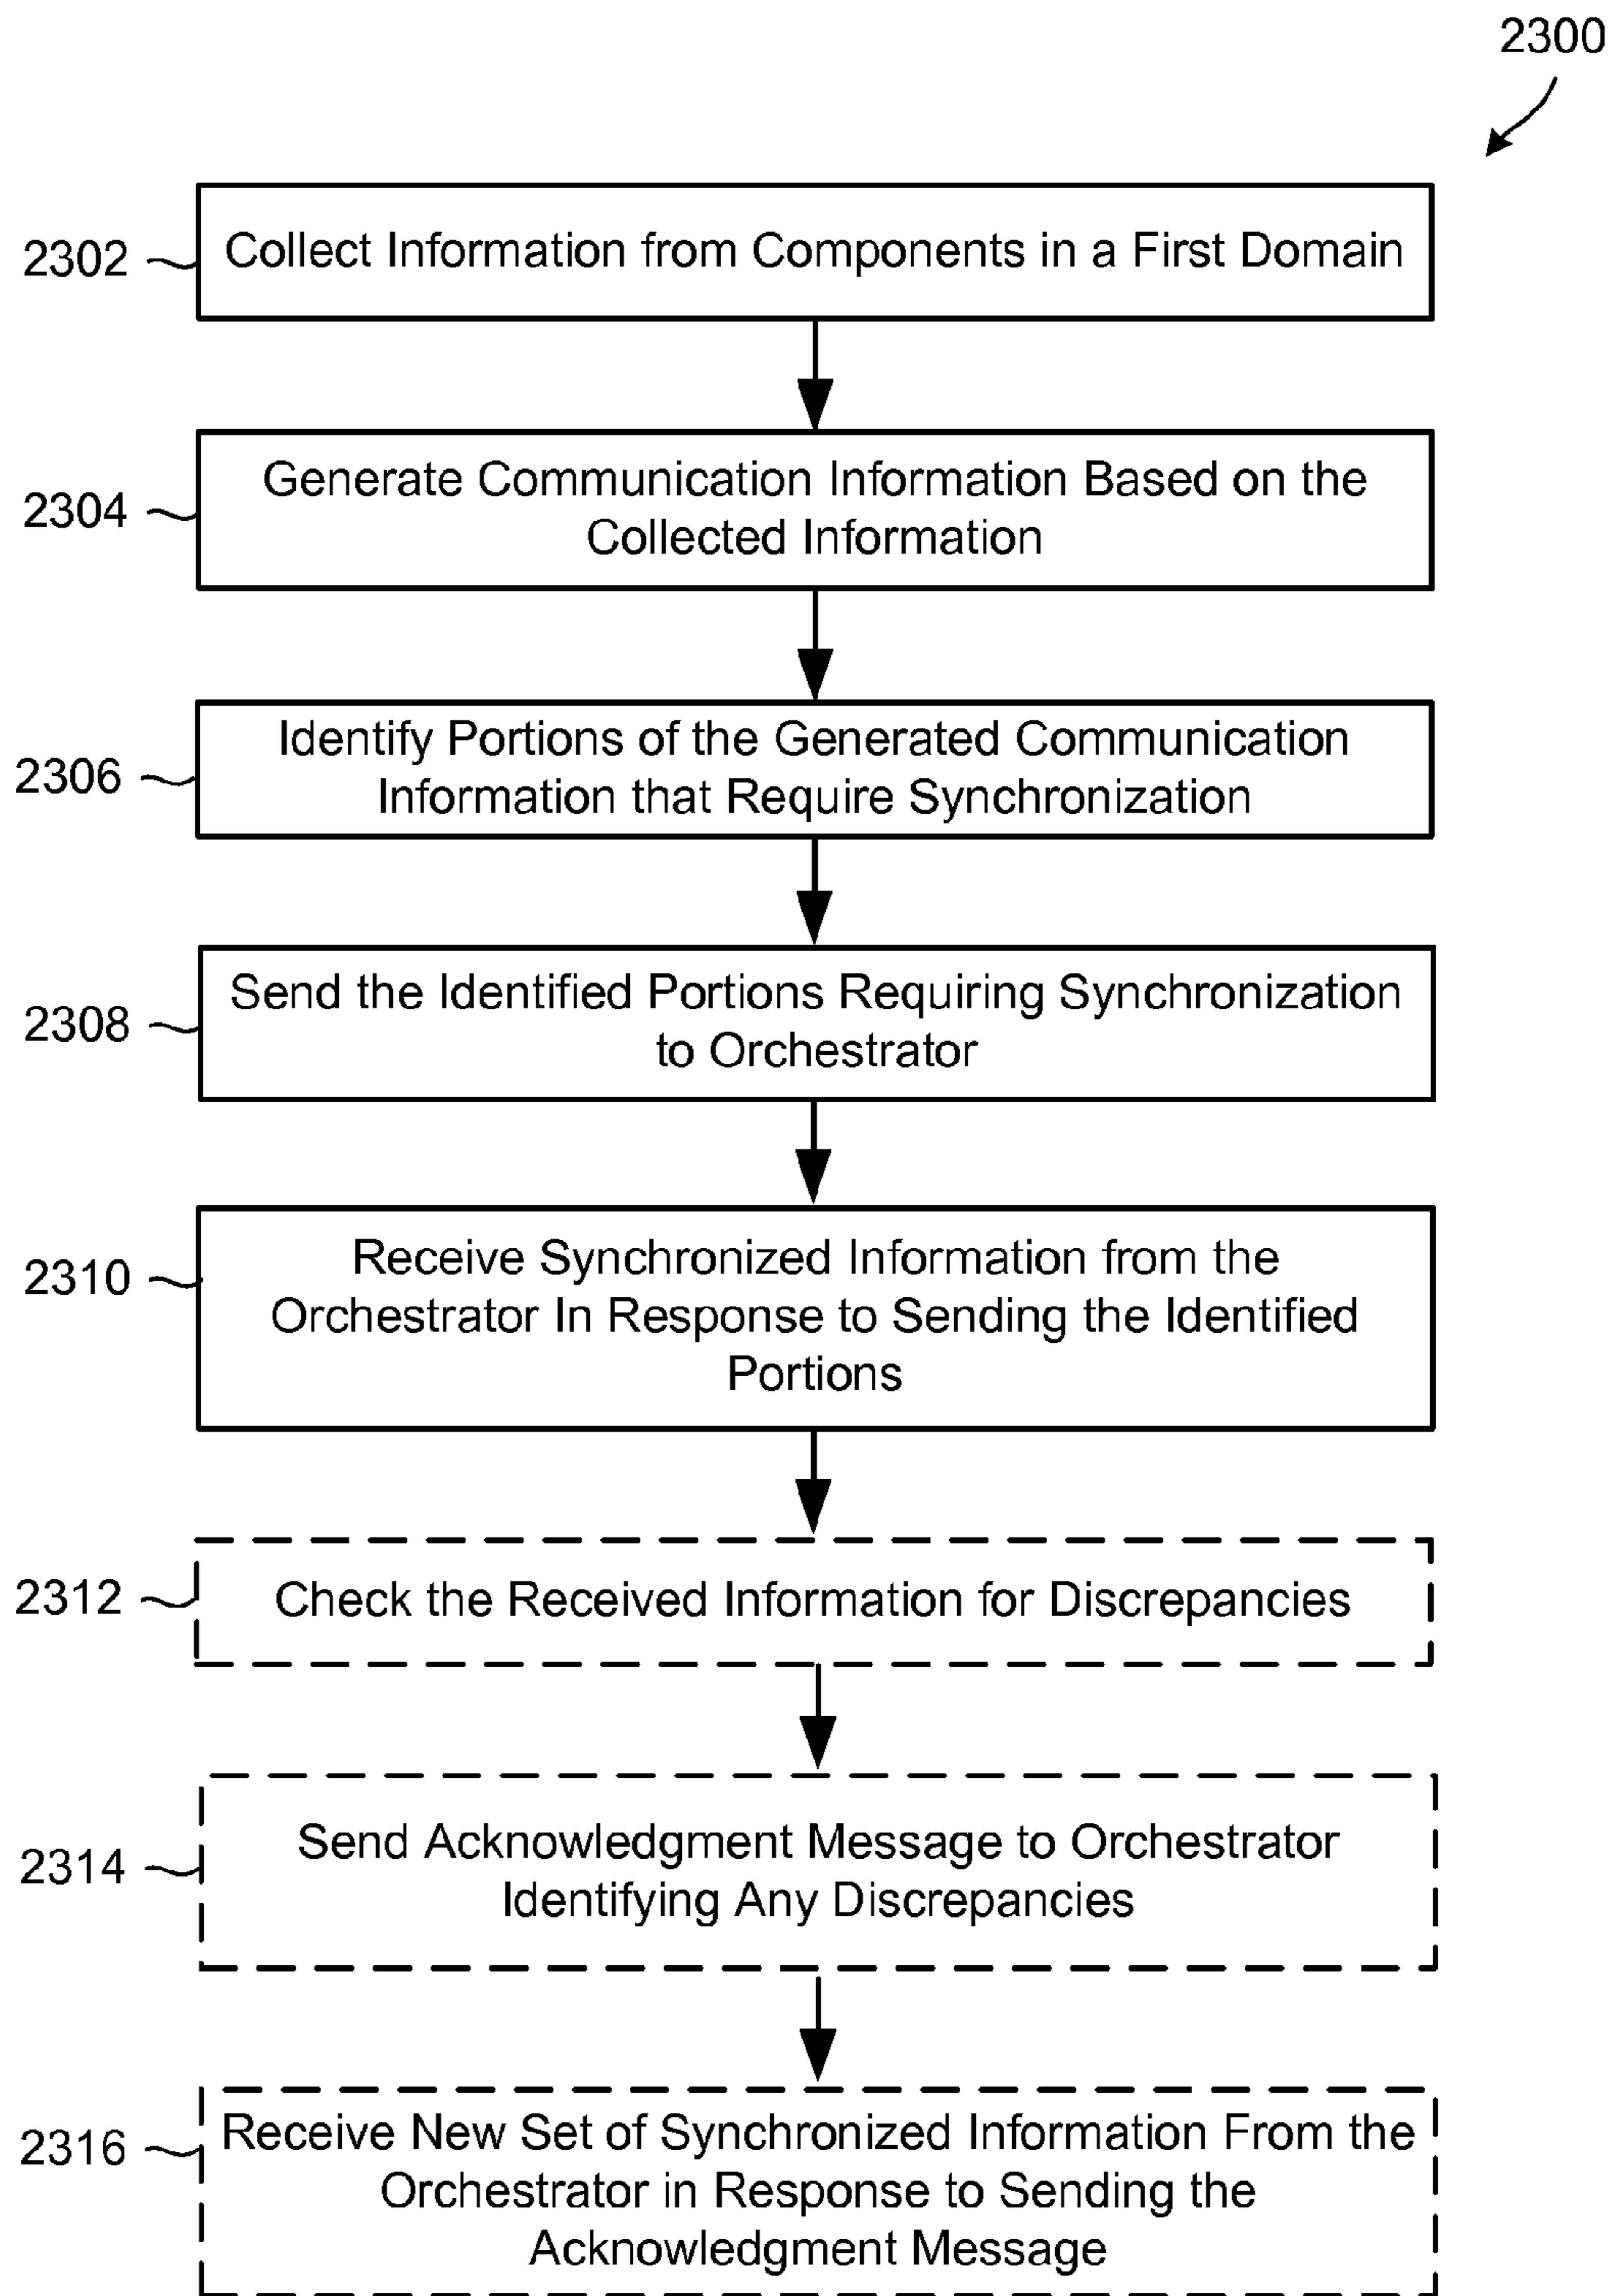 2300
2302
Collect Information from Components in a First Domain
2304
Generate Communication Information Based on the
Collected Information
2306
Identify Portions of the Generated Communication
Information that Require Synchronization
2308
Send the Identified Portions Requiring Synchronization
to Orchestrator
2310
Receive Synchronized Information from the
Orchestrator In Response to Sending the Identified
Portions
2312
Check the Received Information for Discrepancies
2314
Send Acknowledgment Message to Orchestrator
Identifying Any Discrepancies
2316
Receive New Set of Synchronized Information From the
Orchestrator in Response to Sending the
Acknowledgment Message